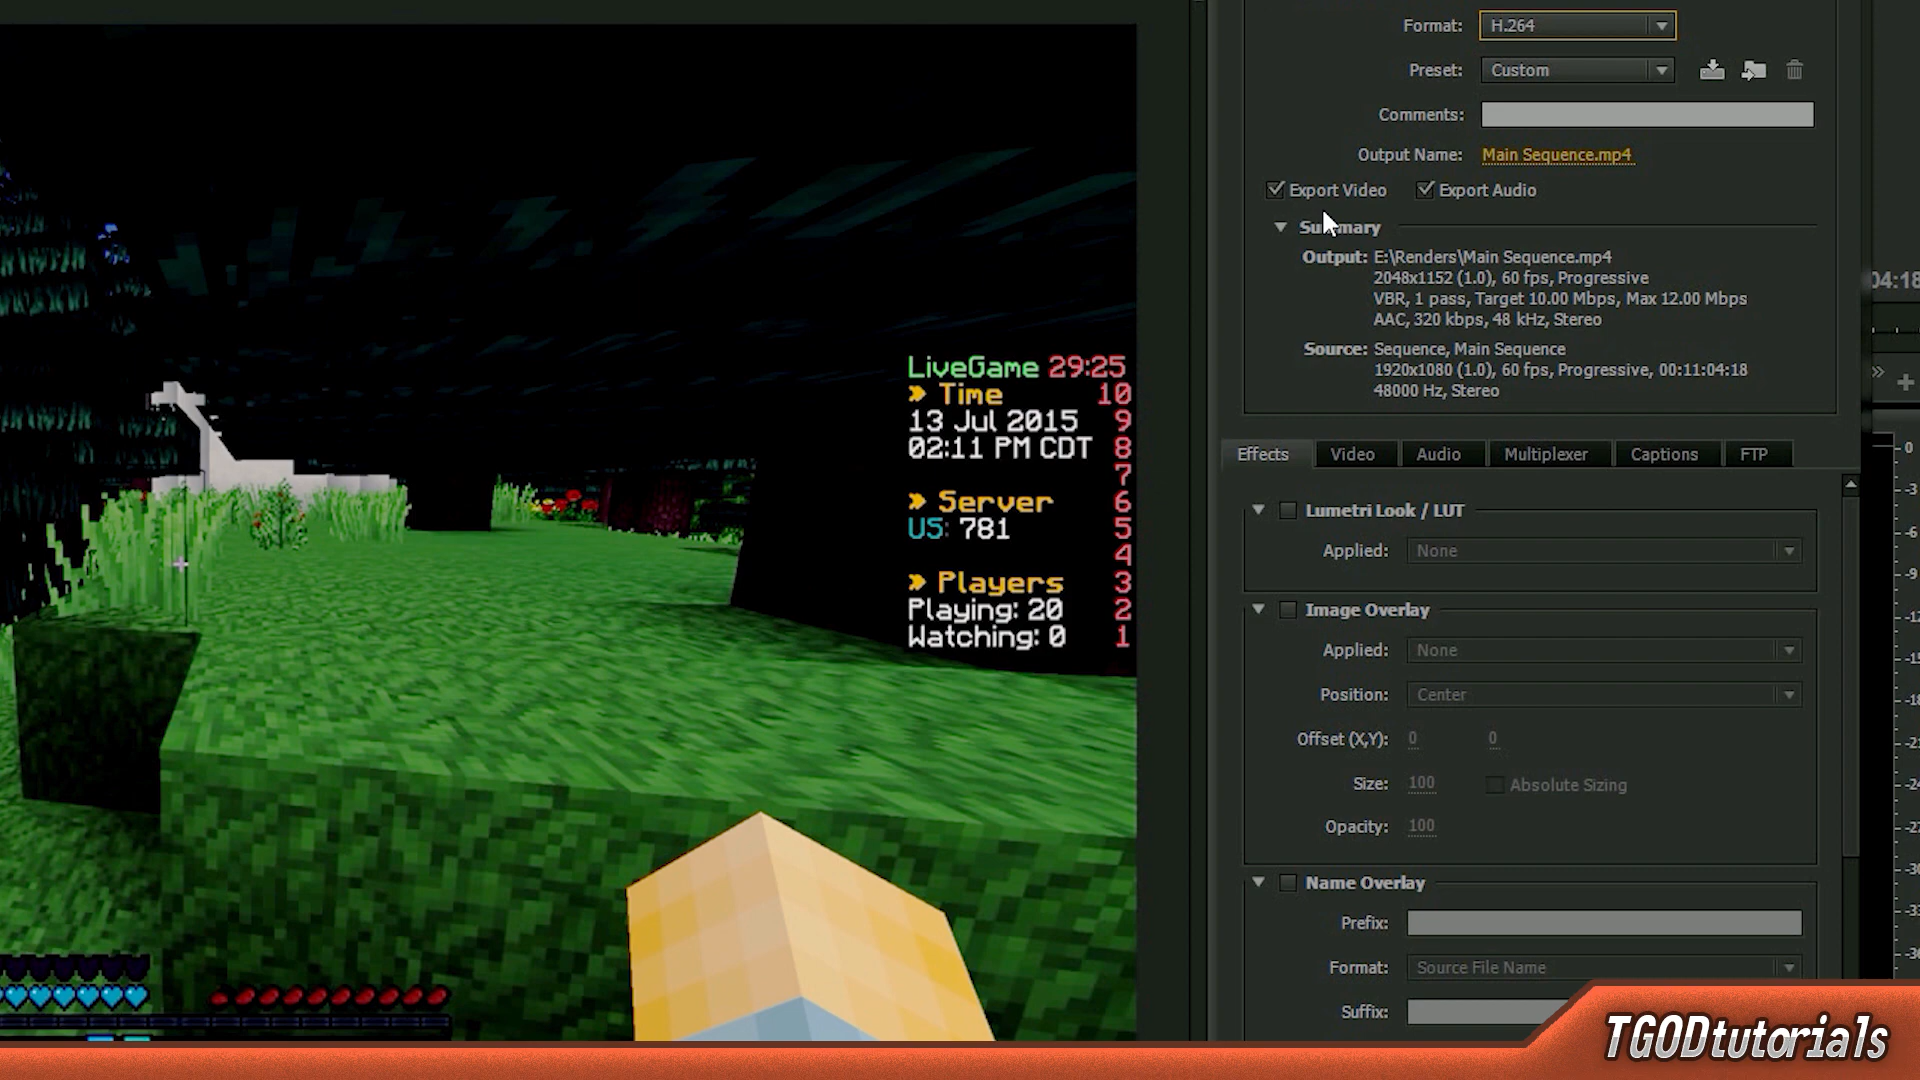 Format: H.264
Preset: Custom
Comments:
Output Name: Main Sequence.mp4
Export Video Export Audio
Summary
Output: E:\Renders\Main Sequence.mp4
2048x1152 (1.0), 60 fps, Progressive
VBR, 1 pass, Target 10.00 Mbps, Max 12.00 Mbps
AAC, 320 kbps, 48 kHz, Stereo
Source: Sequence, Main Sequence
1920x1080 (1.0), 60 fps, Progressive, 00:11:04:18
48000 Hz, Stereo
04:18
LiveGame 29:25
» Time 10
13 Jul 2015 9
02:11 PM CDT 8
7
» Server 6
US: 781 5
4
» Players 3
Playing: 20 2
Watching: 0 1
Effects Video Audio Multiplexer Captions FTP
Lumetri Look / LUT
Applied: None
Image Overlay
Applied: None
Position: Center
Offset (X,Y): 0 0
Size: 100 Absolute Sizing
Opacity: 100
Name Overlay
Prefix:
Format: Source File Name
Suffix:
0
-3
-6
-9
TGODtutorials